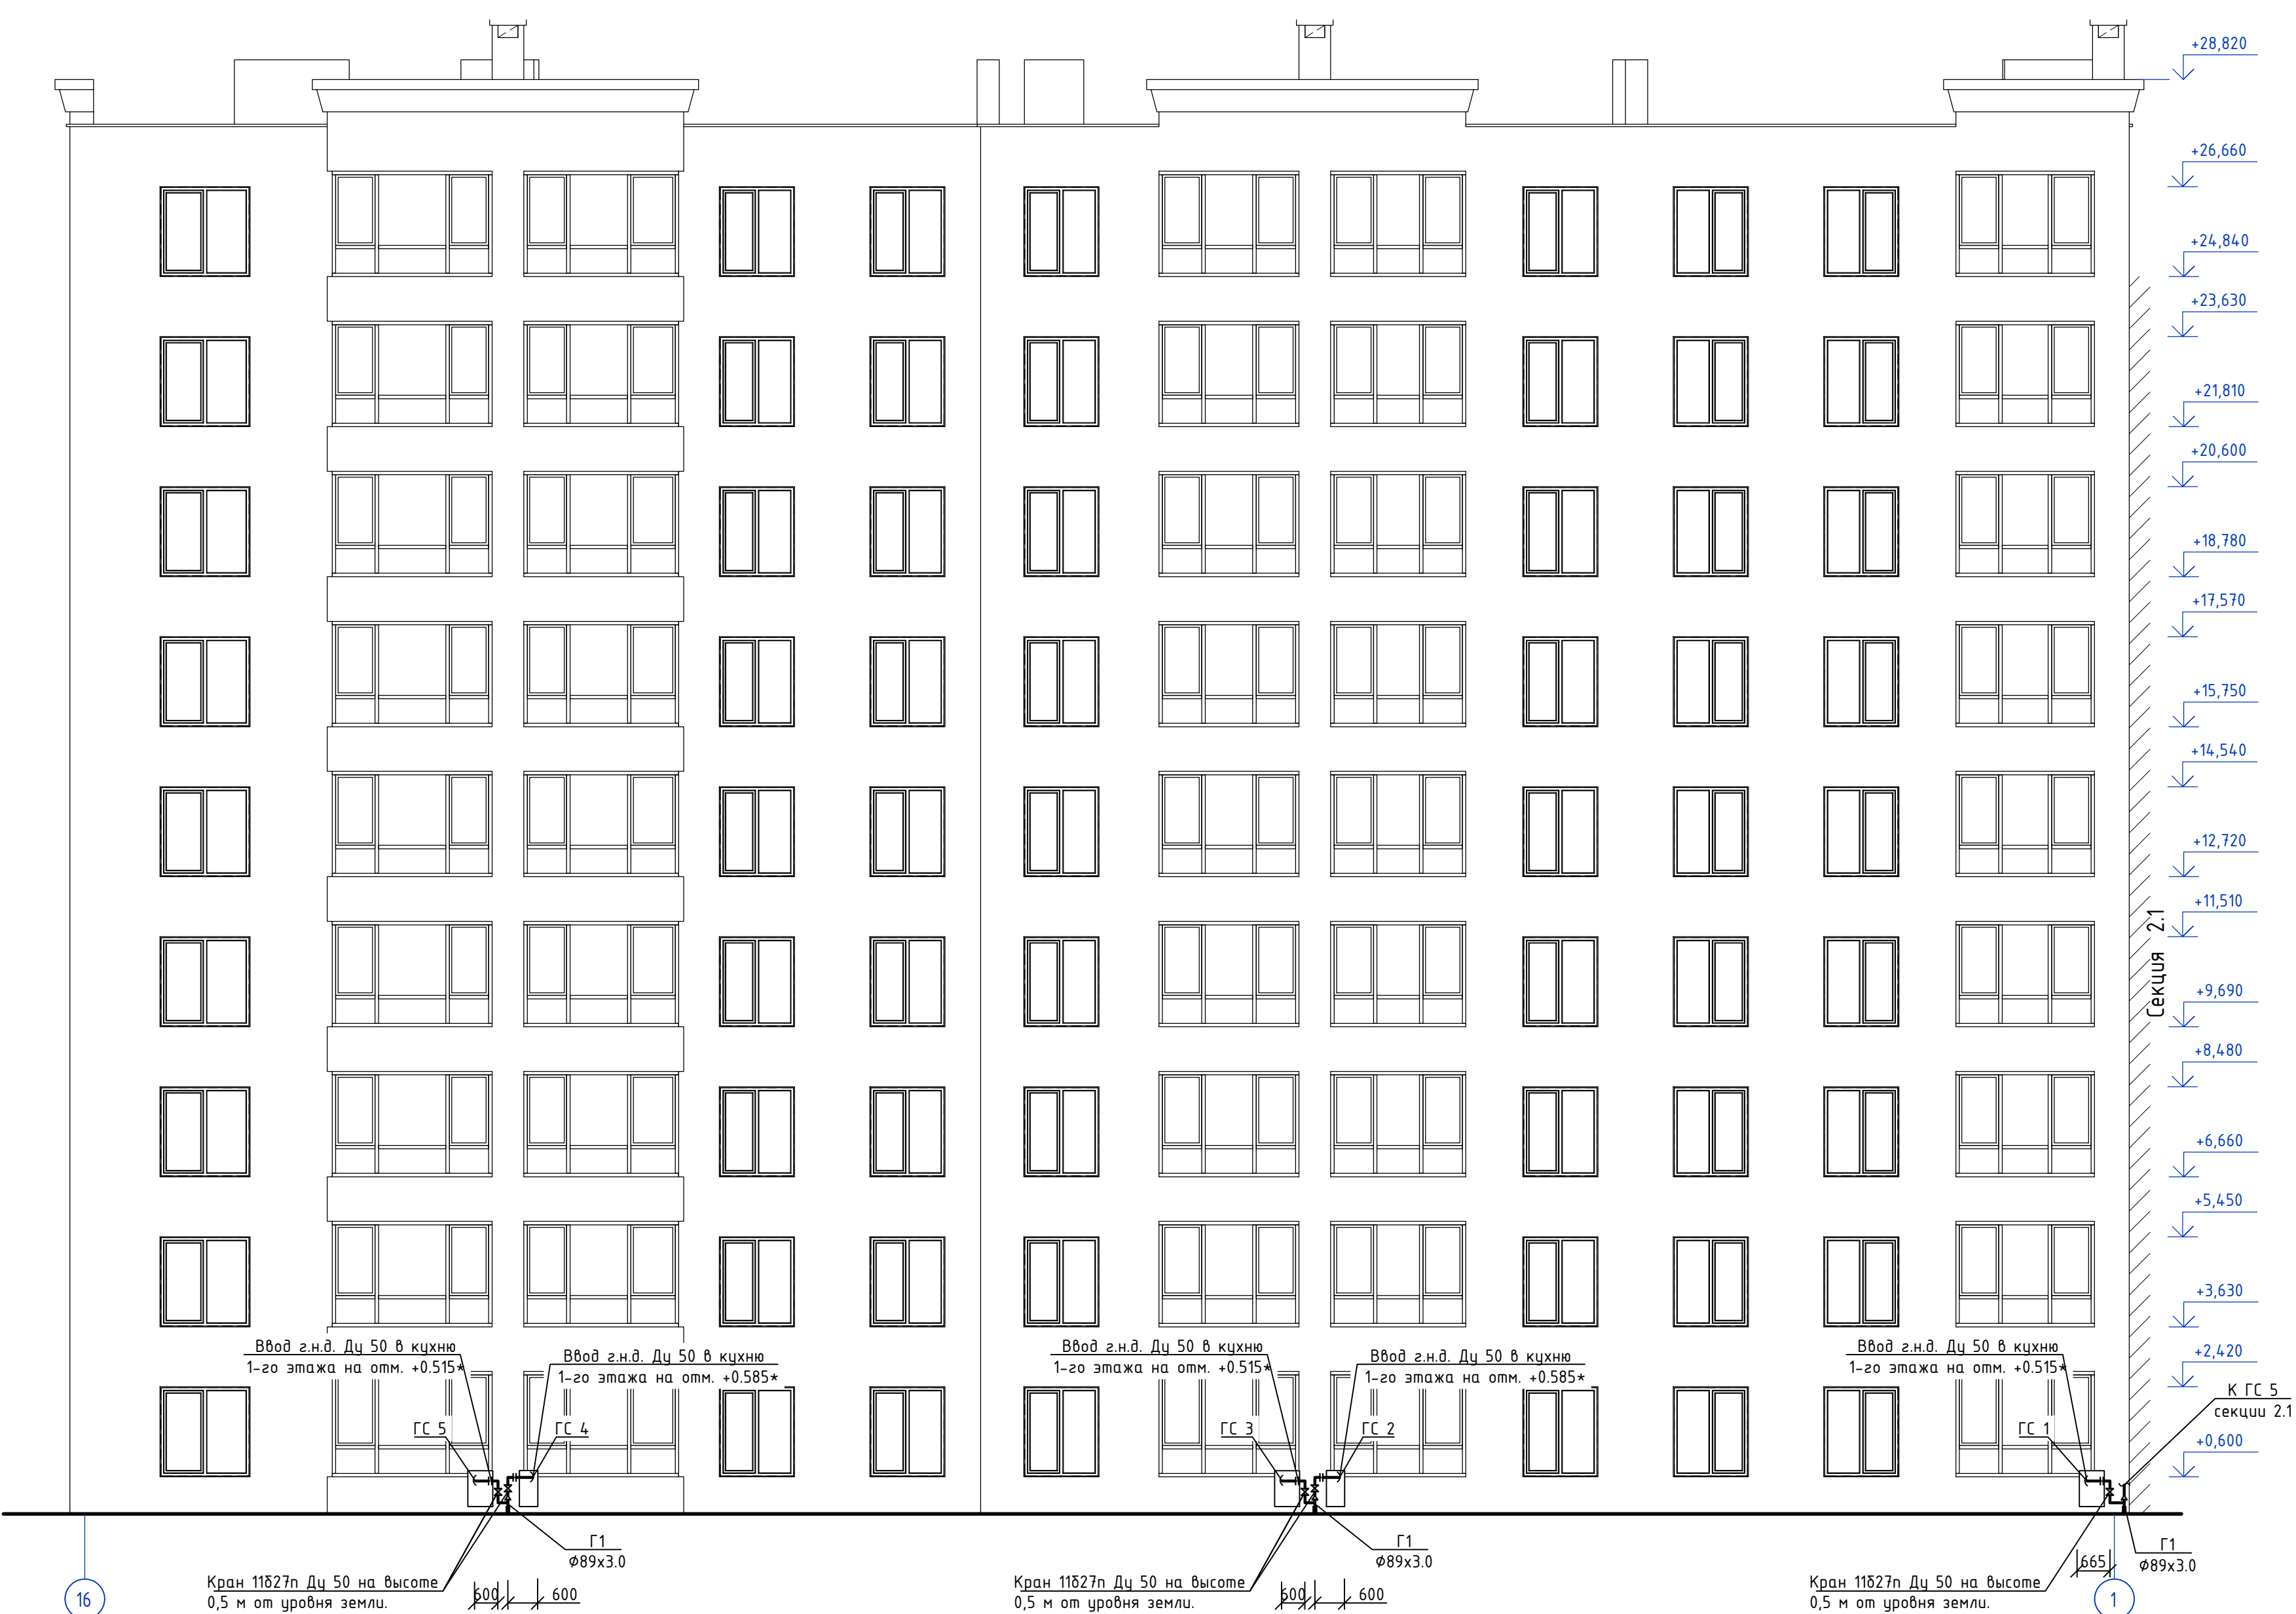 +28,820
+26,660
+24,840
+23,630
+21,810
+20,600
+18,780
+17,570
+15,750
+14,540
+12,720
+11,510
Секция 2.1
+9,690
+8,480
+6,660
+5,450
+3,630
+2,420
+0,600
Ввод г.н.д. Ду 50 в кухню
1-го этажа на отм. +0.515*
Ввод г.н.д. Ду 50 в кухню
1-го этажа на отм. +0.585*
Ввод г.н.д. Ду 50 в кухню
1-го этажа на отм. +0.515*
Ввод г.н.д. Ду 50 в кухню
1-го этажа на отм. +0.585*
Ввод г.н.д. Ду 50 в кухню
1-го этажа на отм. +0.515*
К ГС 5
секции 2.1
ГС 5
ГС 4
ГС 3
ГС 2
ГС 1
Г1
Ø89х3.0
Г1
Ø89х3.0
Г1
Ø89х3.0
16
Кран 11б27п Ду 50 на высоте
0,5 м от уровня земли.
600
600
Кран 11б27п Ду 50 на высоте
0,5 м от уровня земли.
600
600
Кран 11б27п Ду 50 на высоте
0,5 м от уровня земли.
665
1